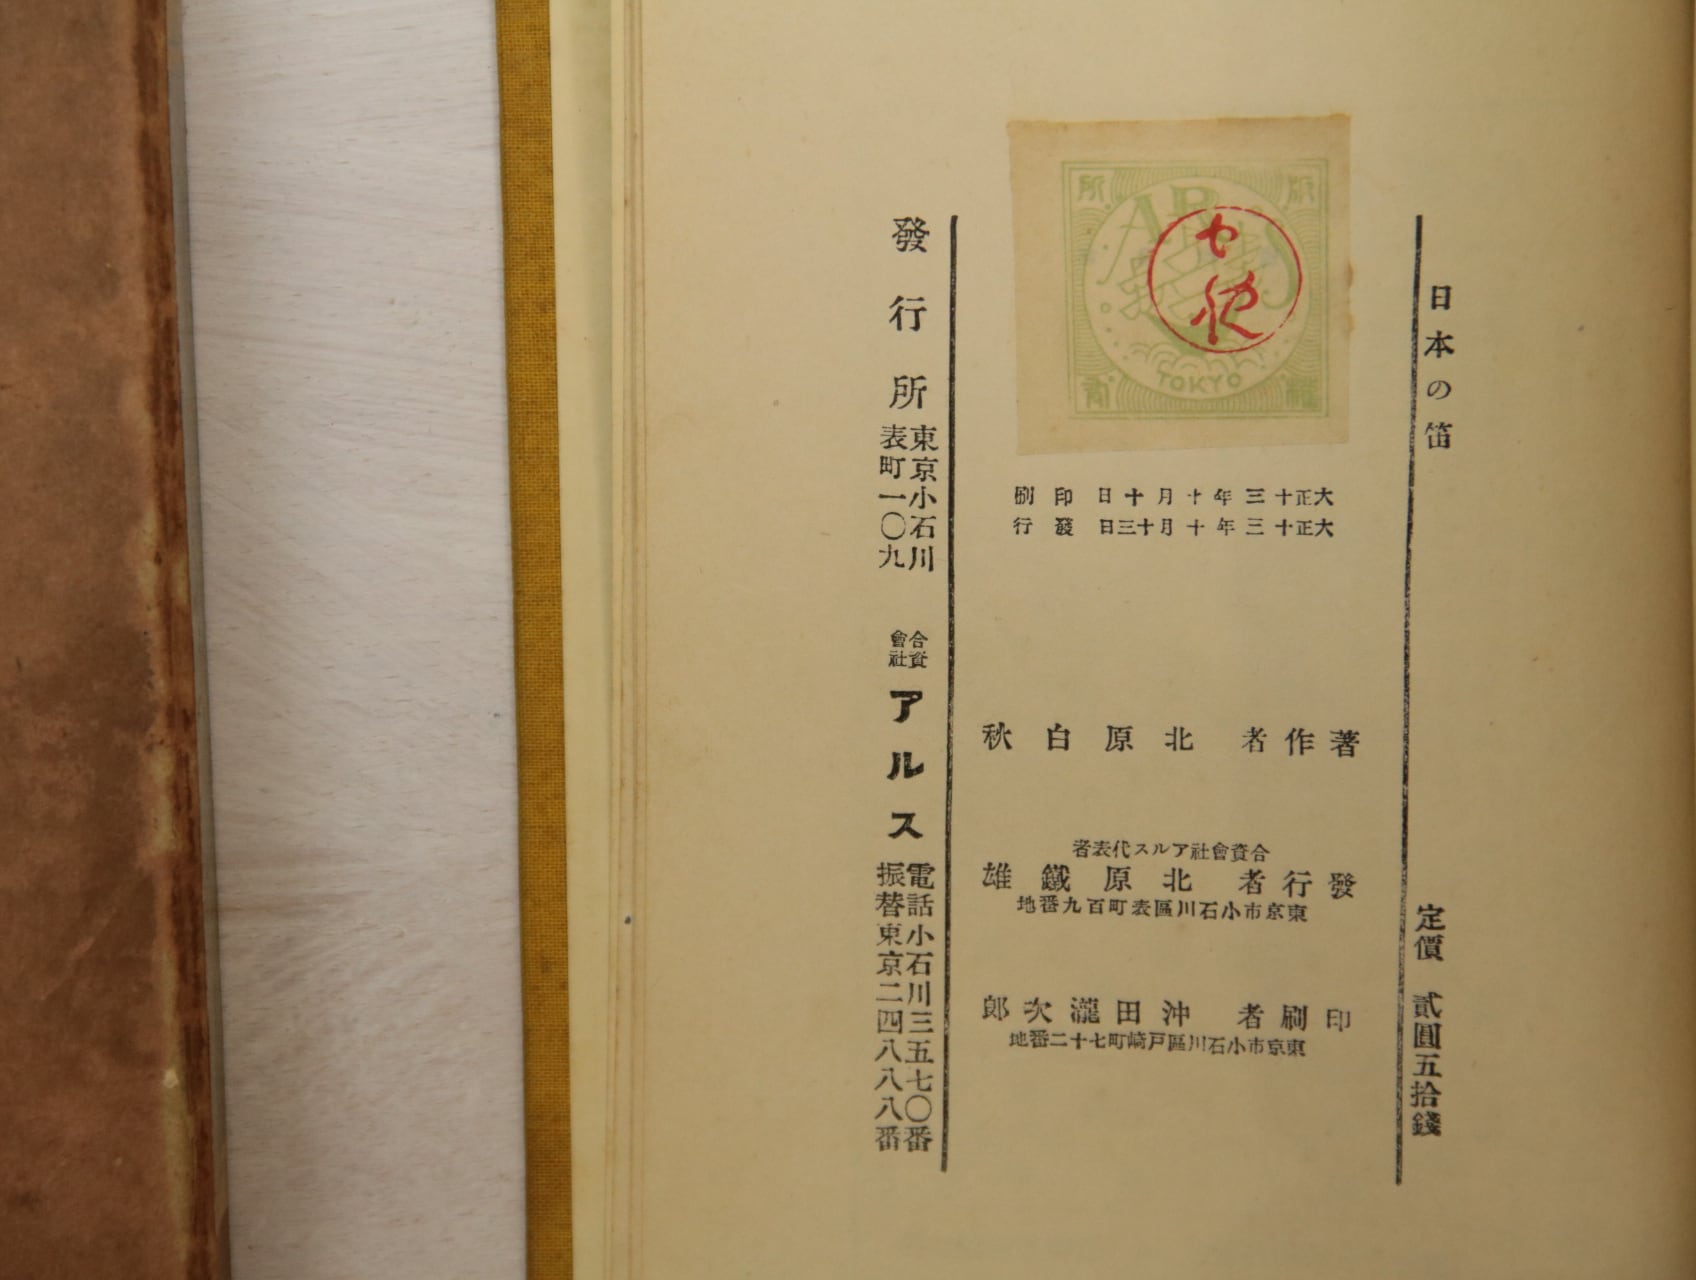 日本の笛
定價 貳圓五拾錢
版權所有
TOKYO
大正十三年十月十日印刷
大正十三年十月十三日發行
著作者 北原白秋
合資會社アルス代表者
發行者 北原鐵雄
東京市小石川區表町百九番地
印刷者 沖田瀧次郎
東京市小石川區戸崎町七十二番地
發行所
東京小石川
表町一〇九
合資
會社
アルス
電話小石川三五七〇番
振替東京二四八八八番